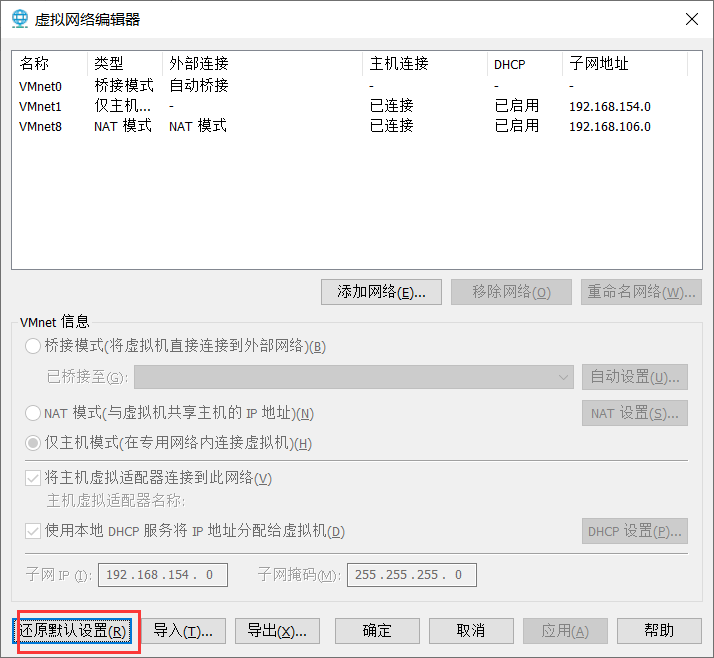 虚拟网络编辑器
名称 类型 外部连接 主机连接 DHCP 子网地址
VMnet0 桥接模式 自动桥接 - - -
VMnet1 仅主机... - 已连接 已启用 192.168.154.0
VMnet8 NAT 模式 NAT 模式 已连接 已启用 192.168.106.0
添加网络(E)... 移除网络(O) 重命名网络(W)...
VMnet 信息
桥接模式(将虚拟机直接连接到外部网络)(B)
已桥接至(G): 自动设置(U)...
NAT 模式(与虚拟机共享主机的 IP 地址)(N) NAT 设置(S)...
仅主机模式(在专用网络内连接虚拟机)(H)
将主机虚拟适配器连接到此网络(V)
主机虚拟适配器名称:
使用本地 DHCP 服务将 IP 地址分配给虚拟机(D) DHCP 设置(P)...
子网 IP (I): 192.168.154. 0 子网掩码(M): 255.255.255. 0
还原默认设置(R) 导入(T)... 导出(X)... 确定 取消 应用(A) 帮助